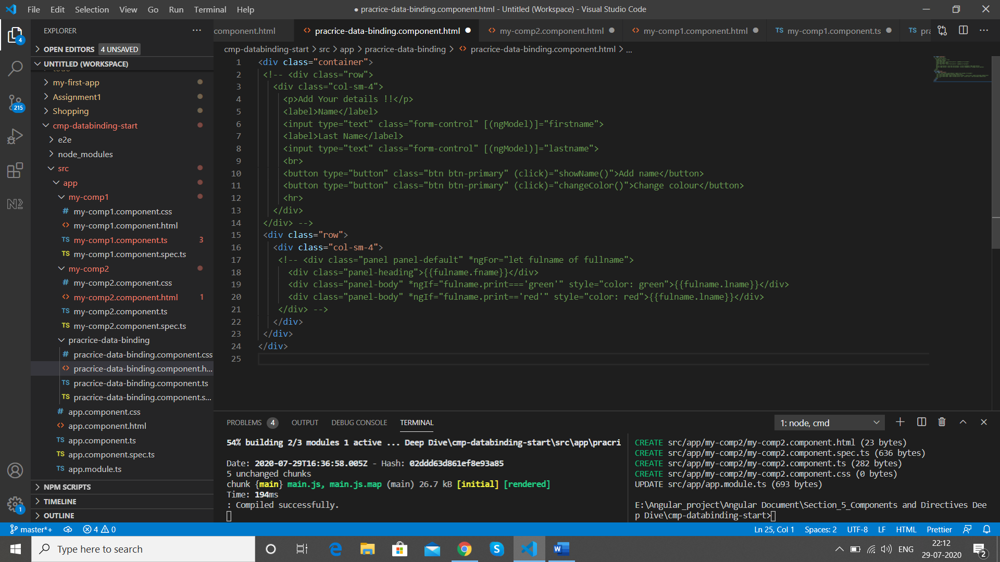 File Edit Selection View Go Run Terminal Help
● pracrice-data-binding.component.html - Untitled (Workspace) - Visual Studio Code
EXPLORER
OPEN EDITORS 4 UNSAVED
UNTITLED (WORKSPACE)
my-first-app
Assignment1
Shopping
cmp-databinding-start
e2e
node_modules
src
app
my-comp1
# my-comp1.component.css
<> my-comp1.component.html
TS my-comp1.component.ts 3
TS my-comp1.component.spec.ts
my-comp2
# my-comp2.component.css
<> my-comp2.component.html 1
TS my-comp2.component.ts
TS my-comp2.component.spec.ts
pracrice-data-binding
# pracrice-data-binding.component.css
<> pracrice-data-binding.component.h...
TS pracrice-data-binding.component.ts
TS pracrice-data-binding.component.s...
# app.component.css
<> app.component.html
TS app.component.ts
TS app.component.spec.ts
TS app.module.ts
NPM SCRIPTS
TIMELINE
OUTLINE
4
215
1
component.html
<> pracrice-data-binding.component.html
<> my-comp2.component.html
<> my-comp1.component.html
TS my-comp1.component.ts
TS pra
cmp-databinding-start > src > app > pracrice-data-binding > <> pracrice-data-binding.component.html > ...
1 <div class="container">
2 <!-- <div class="row">
3 <div class="col-sm-4">
4 <p>Add Your details !!</p>
5 <label>Name</label>
6 <input type="text" class="form-control" [(ngModel)]="firstname">
7 <label>Last Name</label>
8 <input type="text" class="form-control" [(ngModel)]="lastname">
9 <br>
10 <button type="button" class="btn btn-primary" (click)="showName()">Add name</button>
11 <button type="button" class="btn btn-primary" (click)="changeColor()">Change colour</button>
12 <hr>
13 </div>
14 </div> -->
15 <div class="row">
16 <div class="col-sm-4">
17 <!-- <div class="panel panel-default" *ngFor="let fulname of fullname">
18 <div class="panel-heading">{{fulname.fname}}</div>
19 <div class="panel-body" *ngIf="fulname.print==='green'" style="color: green">{{fulname.lname}}</div>
20 <div class="panel-body" *ngIf="fulname.print=='red'" style="color: red">{{fulname.lname}}</div>
21 </div> -->
22 </div>
23 </div>
24 </div>
25
PROBLEMS 4 OUTPUT DEBUG CONSOLE TERMINAL
1: node, cmd
54% building 2/3 modules 1 active ... Deep Dive\cmp-databinding-start\src\app\pracri
Date: 2020-07-29T16:36:58.005Z - Hash: 02ddd63d861ef8e93a85
5 unchanged chunks
chunk {main} main.js, main.js.map (main) 26.7 kB [initial] [rendered]
Time: 194ms
: Compiled successfully.
CREATE src/app/my-comp2/my-comp2.component.html (23 bytes)
CREATE src/app/my-comp2/my-comp2.component.spec.ts (636 bytes)
CREATE src/app/my-comp2/my-comp2.component.ts (282 bytes)
CREATE src/app/my-comp2/my-comp2.component.css (0 bytes)
UPDATE src/app/app.module.ts (693 bytes)
E:\Angular_project\Angular Document\Section_5_Components and Directives Dee
p Dive\cmp-databinding-start>
master*+ 4 0
Ln 25, Col 1 Spaces: 2 UTF-8 LF HTML Prettier
Type here to search
ENG
22:12
29-07-2020
2